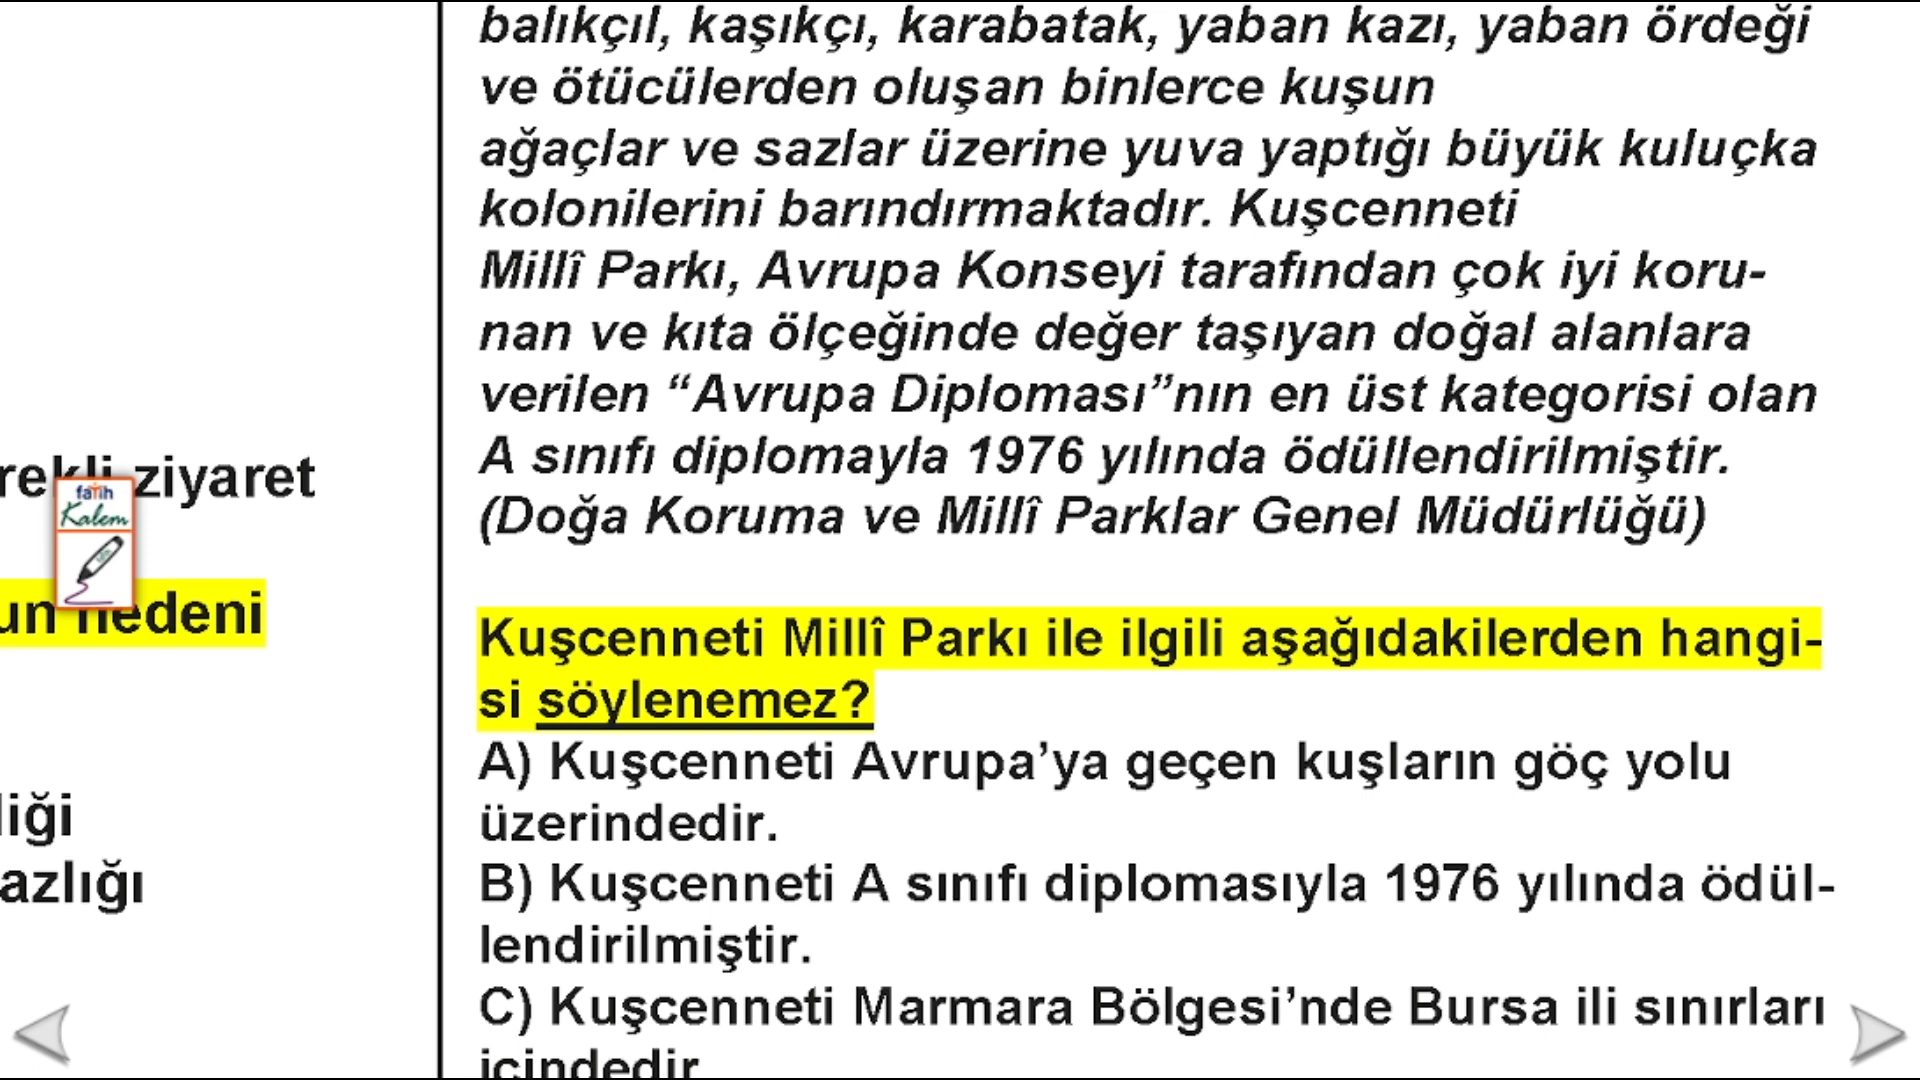 rekli ziyaret
fatih
Kalem
un nedeni
liği
azlığı
balıkçıl, kaşıkçı, karabatak, yaban kazı, yaban ördeği
ve ötücülerden oluşan binlerce kuşun
ağaçlar ve sazlar üzerine yuva yaptığı büyük kuluçka
kolonilerini barındırmaktadır. Kuşcenneti
Millî Parkı, Avrupa Konseyi tarafından çok iyi koru-
nan ve kıta ölçeğinde değer taşıyan doğal alanlara
verilen “Avrupa Diploması”nın en üst kategorisi olan
A sınıfı diplomayla 1976 yılında ödüllendirilmiştir.
(Doğa Koruma ve Millî Parklar Genel Müdürlüğü)
Kuşcenneti Millî Parkı ile ilgili aşağıdakilerden hangi-
si söylenemez?
A) Kuşcenneti Avrupa’ya geçen kuşların göç yolu
üzerindedir.
B) Kuşcenneti A sınıfı diplomasıyla 1976 yılında ödül-
lendirilmiştir.
C) Kuşcenneti Marmara Bölgesi’nde Bursa ili sınırları
içindedir